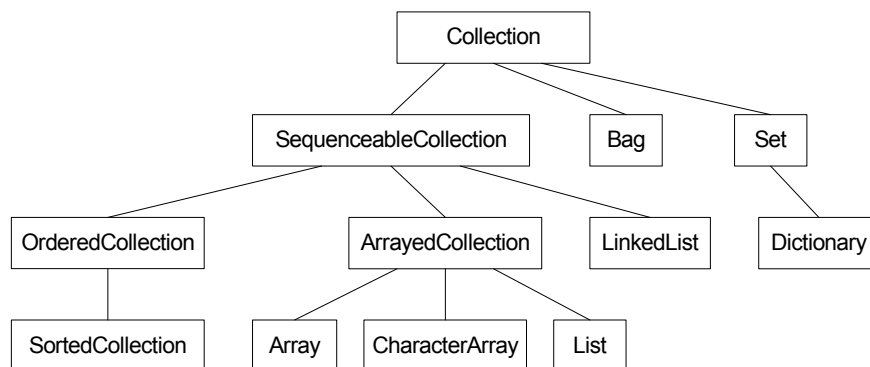 Collection
SequenceableCollection
Bag
Set
OrderedCollection
ArrayedCollection
LinkedList
Dictionary
SortedCollection
Array
CharacterArray
List